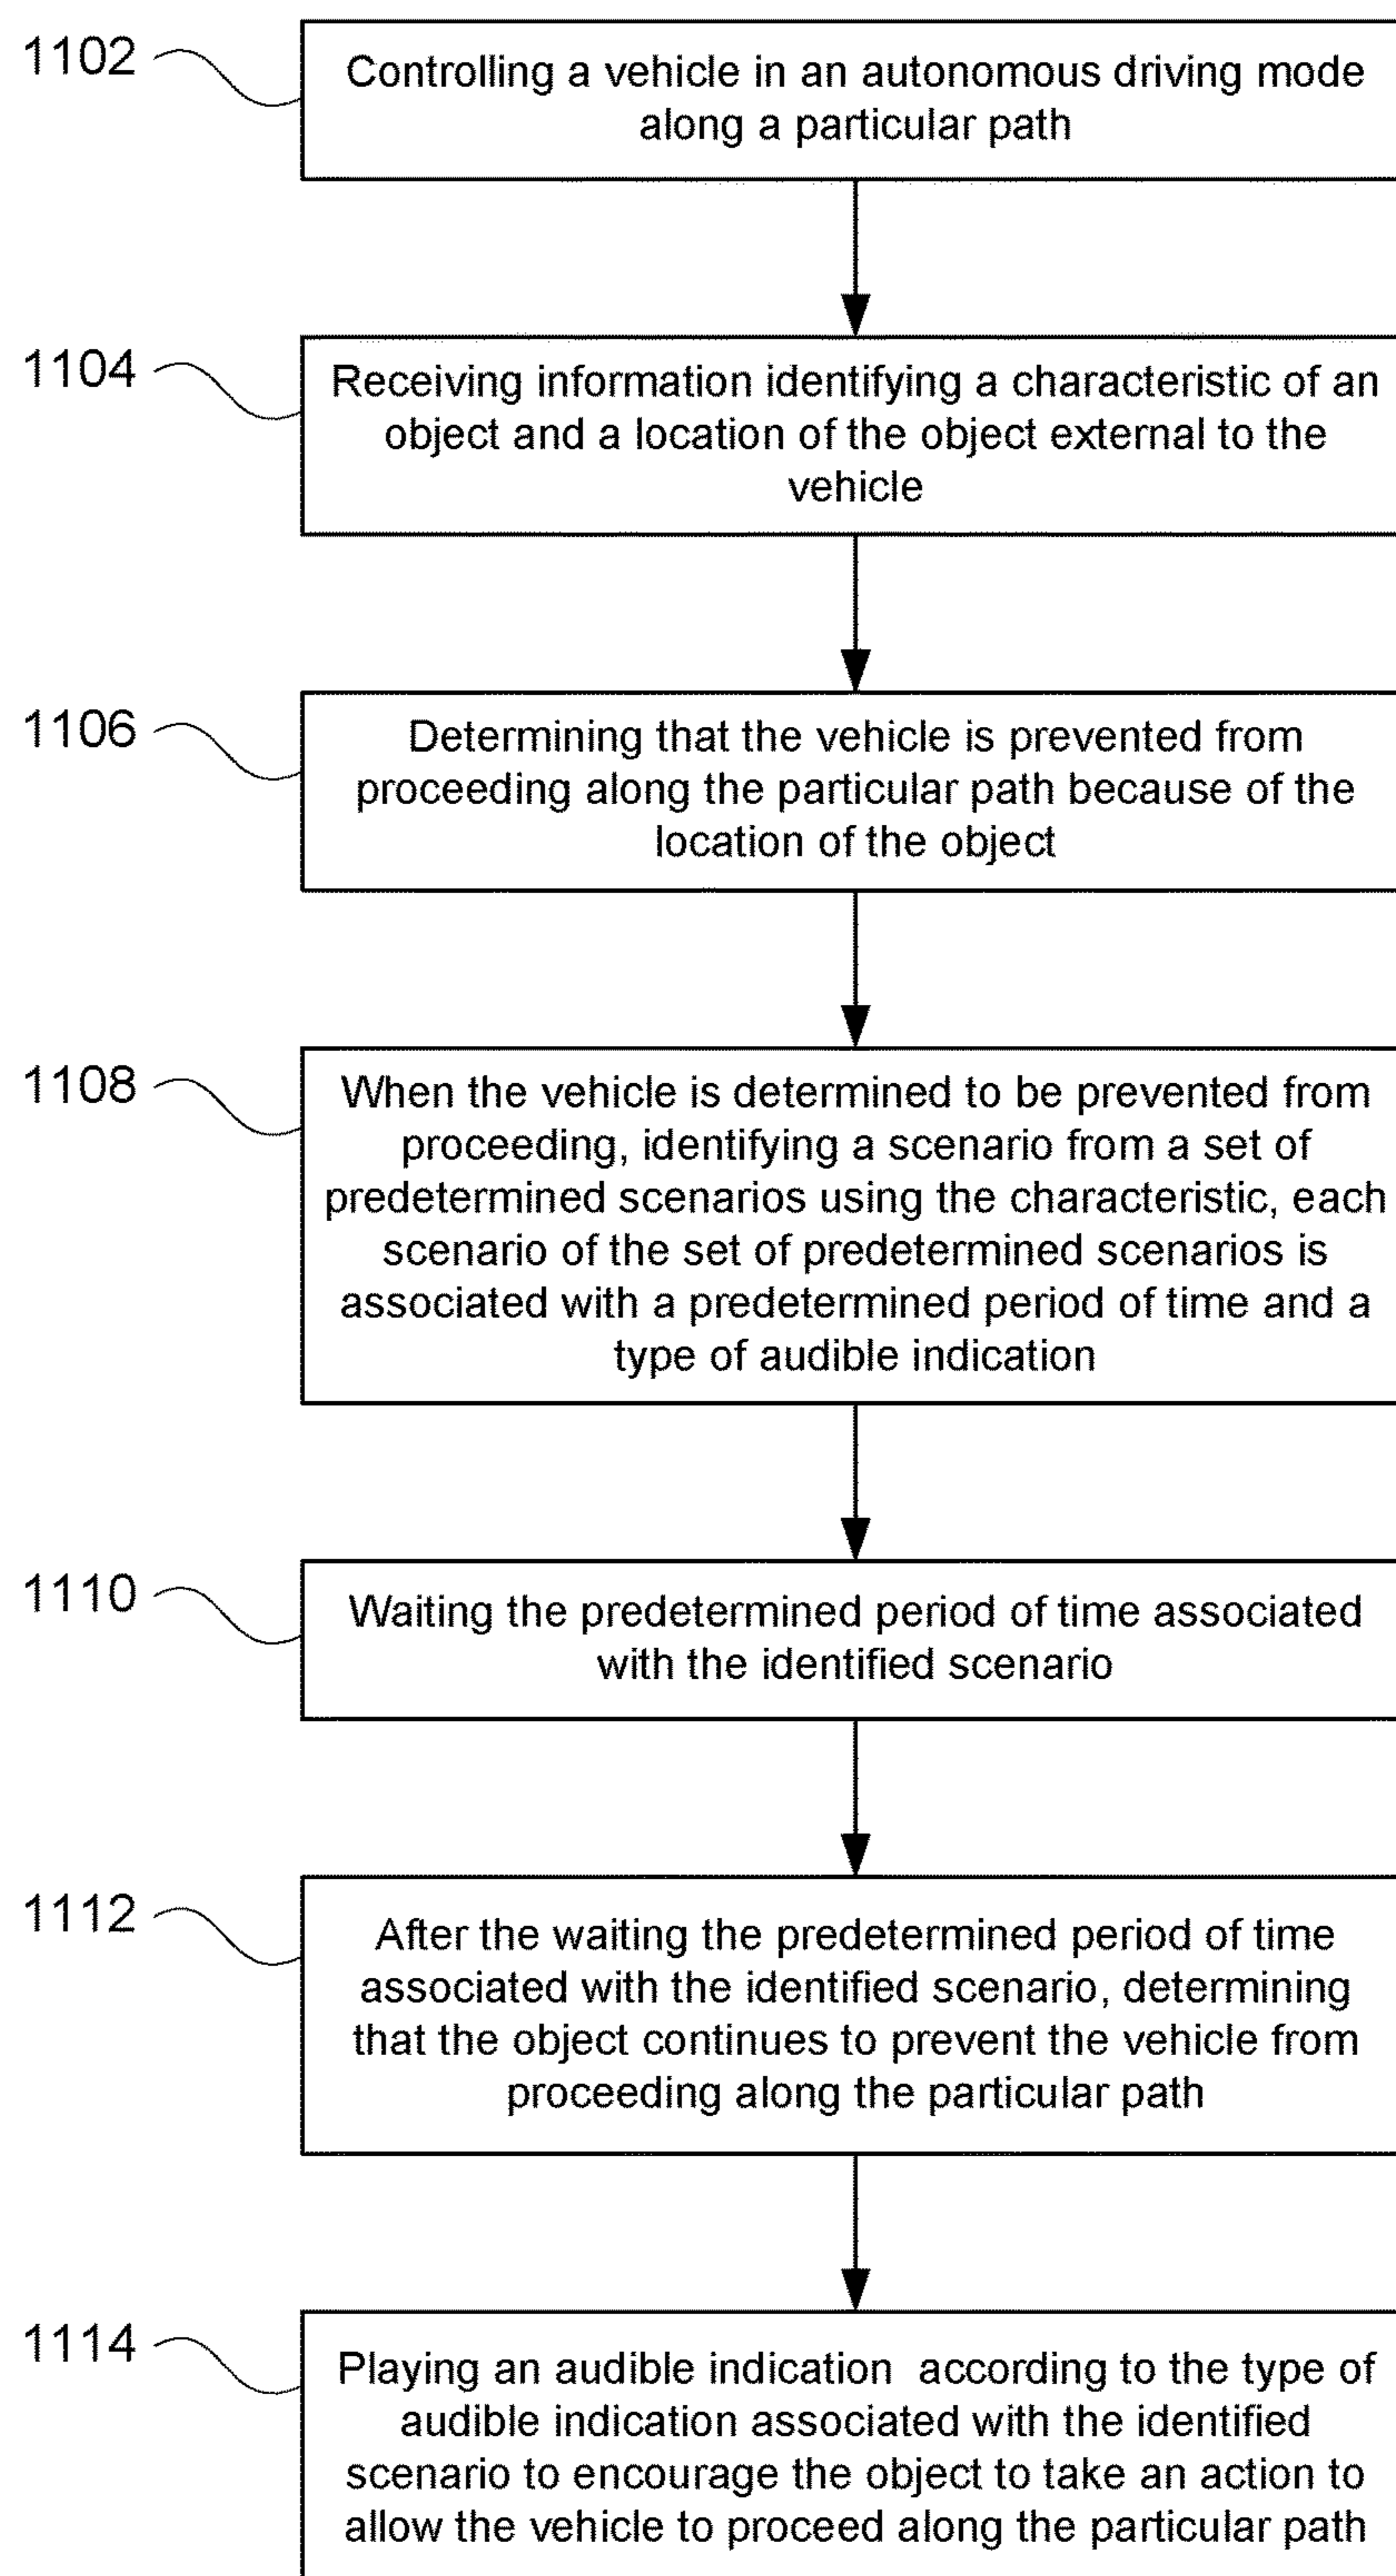 1102
Controlling a vehicle in an autonomous driving mode
along a particular path
1104
Receiving information identifying a characteristic of an
object and a location of the object external to the
vehicle
1106
Determining that the vehicle is prevented from
proceeding along the particular path because of the
location of the object
1108
When the vehicle is determined to be prevented from
proceeding, identifying a scenario from a set of
predetermined scenarios using the characteristic, each
scenario of the set of predetermined scenarios is
associated with a predetermined period of time and a
type of audible indication
1110
Waiting the predetermined period of time associated
with the identified scenario
1112
After the waiting the predetermined period of time
associated with the identified scenario, determining
that the object continues to prevent the vehicle from
proceeding along the particular path
1114
Playing an audible indication according to the type of
audible indication associated with the identified
scenario to encourage the object to take an action to
allow the vehicle to proceed along the particular path